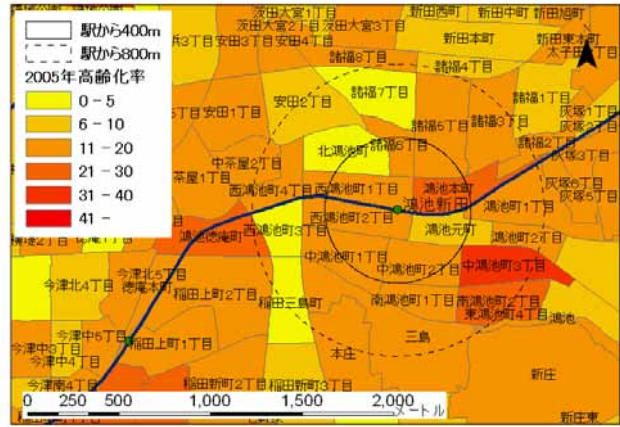 駅から400m
駅から800m
2005年高齢化率
0 - 5
6 - 10
11 - 20
21 - 30
31 - 40
41 -
茨田大宮1丁目
茨田大宮2丁目
茨田大宮3丁目
安田3丁目
安田4丁目
新田西町
新田中町
新田旭町
新田本町
新田東本町
諸福8丁目
諸福4丁目
安田1丁目
安田2丁目
諸福7丁目
諸福1丁目
諸福5丁目
諸福3丁目
諸福2丁目
灰塚1丁目
灰塚3丁目
北鴻池町
諸福6丁目
中茶屋2丁目
茶屋1丁目
西鴻池町4丁目
西鴻池町1丁目
鴻池本町
鴻池新田
鴻池町1丁目
灰塚6丁目
灰塚5丁目
西鴻池町2丁目
西鴻池町3丁目
鴻池徳庵町
鴻池元町
鴻池町2丁目
中鴻池町1丁目
中鴻池町2丁目
中鴻池町3丁目
今津北5丁目
今津北4丁目
徳庵本町
稲田上町2丁目
稲田三島町
南鴻池町1丁目
南鴻池町2丁目
東鴻池町4丁目
鴻池
三島
今津中5丁目
稲田上町1丁目
今津中3丁目
今津中4丁目
本庄
新庄
今津南4丁目
稲田新町2丁目
稲田新町3丁目
新庄東
0 250 500 1,000 1,500 2,000
メートル